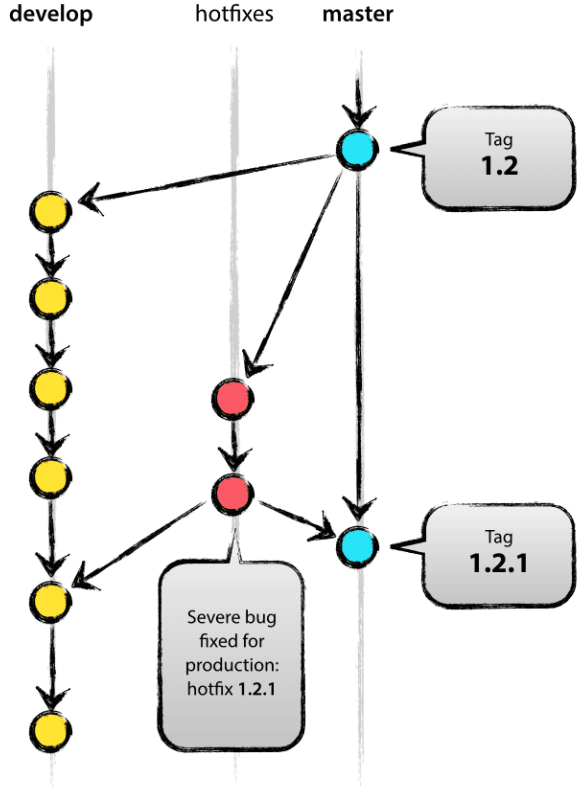 develop
hotfixes
master
Tag
1.2
Tag
1.2.1
Severe bug
fixed for
production:
hotfix 1.2.1